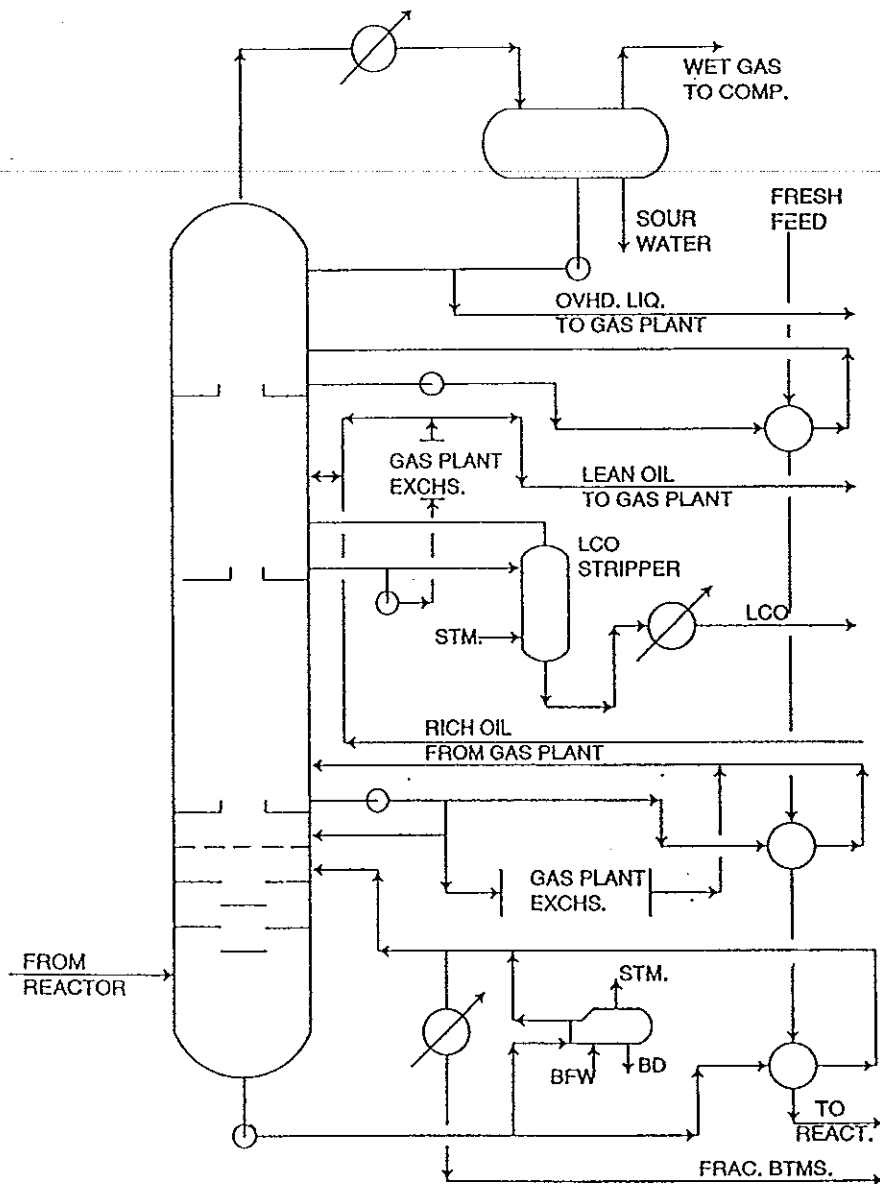 WET GAS
TO COMP.
FRESH
FEED
SOUR
WATER
OVHD. LIQ.
TO GAS PLANT
GAS PLANT
EXCHS.
LEAN OIL
TO GAS PLANT
LCO
STRIPPER
LCO
STM.
RICH OIL
FROM GAS PLANT
GAS PLANT
EXCHS.
FROM
REACTOR
STM.
BFW
BD
TO
REACT.
FRAC. BTMS.